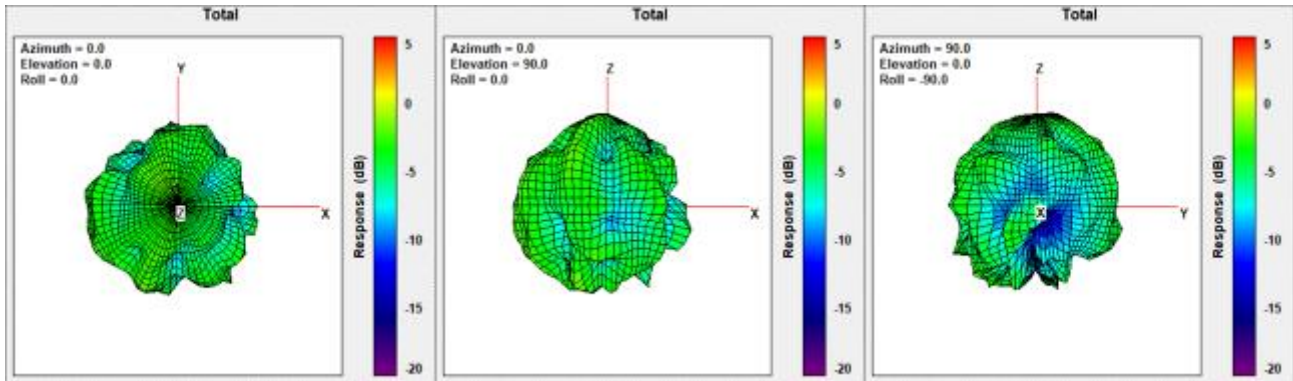 Total
Azimuth = 0.0
Elevation = 0.0
Roll = 0.0
Y
Z
X
5
0
-5
-10
-15
-20
Response (dB)
Total
Azimuth = 0.0
Elevation = 90.0
Roll = 0.0
Z
X
5
0
-5
-10
-15
-20
Response (dB)
Total
Azimuth = 90.0
Elevation = 0.0
Roll = -90.0
Z
X
Y
5
0
-5
-10
-15
-20
Response (dB)